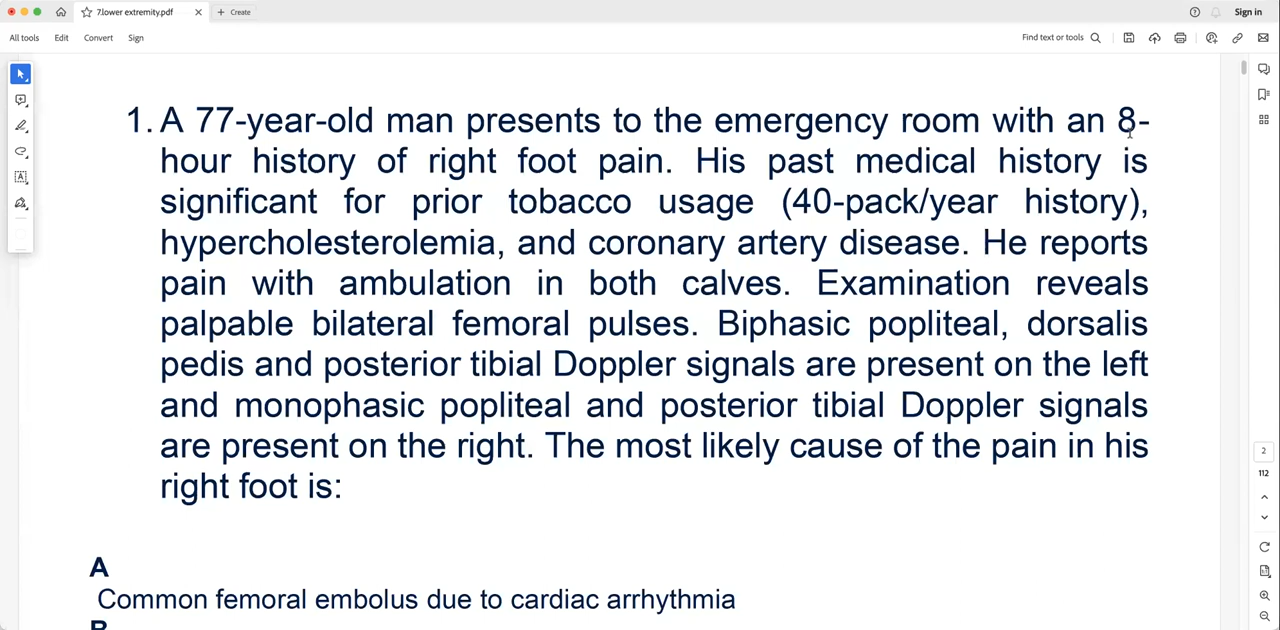 7.lower extremity.pdf
Create
Sign in
All tools Edit Convert Sign
Find text or tools
1. A 77-year-old man presents to the emergency room with an 8-
hour history of right foot pain. His past medical history is
significant for prior tobacco usage (40-pack/year history),
hypercholesterolemia, and coronary artery disease. He reports
pain with ambulation in both calves. Examination reveals
palpable bilateral femoral pulses. Biphasic popliteal, dorsalis
pedis and posterior tibial Doppler signals are present on the left
and monophasic popliteal and posterior tibial Doppler signals
are present on the right. The most likely cause of the pain in his
right foot is:
2
112
A
Common femoral embolus due to cardiac arrhythmia
B